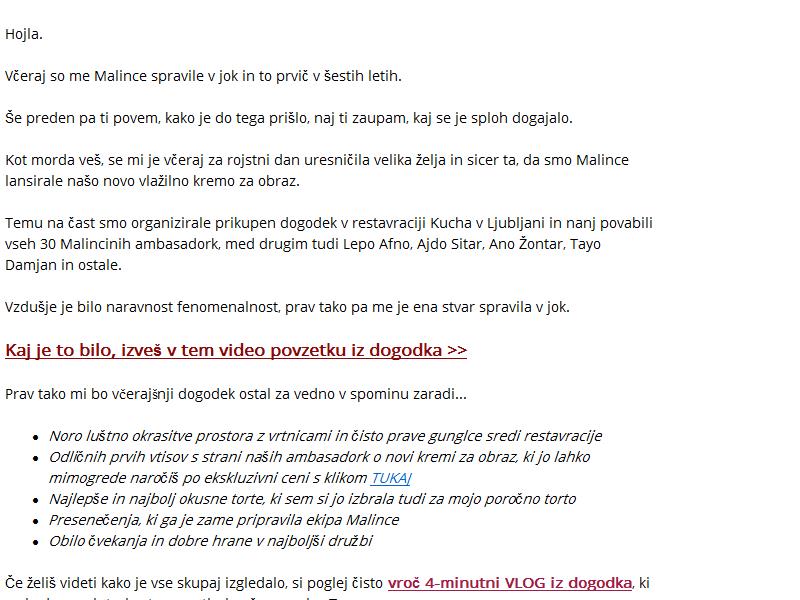 Hojla.
Včeraj so me Malince spravile v jok in to prvič v šestih letih.
Še preden pa ti povem, kako je do tega prišlo, naj ti zaupam, kaj se je sploh dogajalo.
Kot morda veš, se mi je včeraj za rojstni dan uresničila velika želja in sicer ta, da smo Malince
lansirale našo novo vlažilno kremo za obraz.
Temu na čast smo organizirale prikupen dogodek v restavraciji Kucha v Ljubljani in nanj povabili
vseh 30 Malincinih ambasadork, med drugim tudi Lepo Afno, Ajdo Sitar, Ano Žontar, Tayo
Damjan in ostale.
Vzdušje je bilo naravnost fenomenalnost, prav tako pa me je ena stvar spravila v jok.
Kaj je to bilo, izveš v tem video povzetku iz dogodka >>
Prav tako mi bo včerajšnji dogodek ostal za vedno v spominu zaradi...
• Noro luštno okrasitve prostora z vrtnicami in čisto prave gunglce sredi restavracije
• Odličnih prvih vtisov s strani naših ambasadork o novi kremi za obraz, ki jo lahko
mimogrede naročiš po ekskluzivni ceni s klikom TUKAJ
• Najlepše in najbolj okusne torte, ki sem si jo izbrala tudi za mojo poročno torto
• Presenečenja, ki ga je zame pripravila ekipa Malince
• Obilo čvekanja in dobre hrane v najboljši družbi
Če želiš videti kako je vse skupaj izgledalo, si poglej čisto vroč 4-minutni VLOG iz dogodka, ki